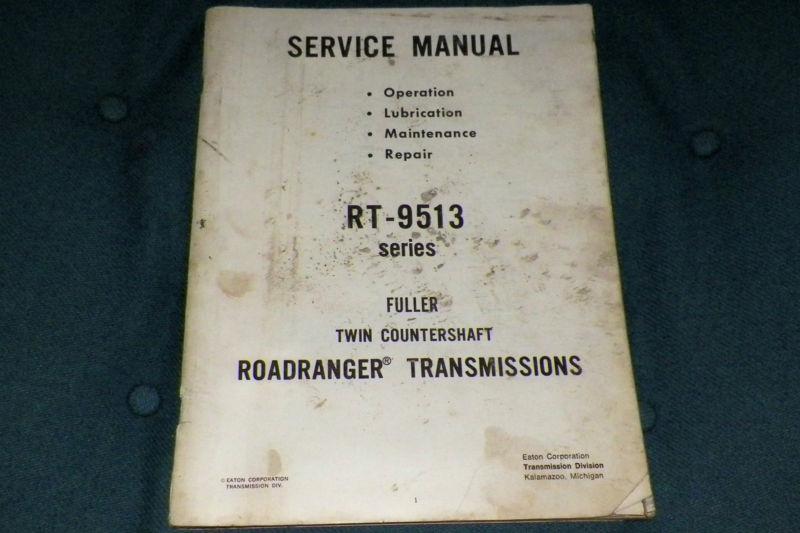 SERVICE MANUAL
• Operation
• Lubrication
• Maintenance
• Repair
RT-9513
series
FULLER
TWIN COUNTERSHAFT
ROADRANGER® TRANSMISSIONS
© EATON CORPORATION
TRANSMISSION DIV.
Eaton Corporation
Transmission Division
Kalamazoo, Michigan
1